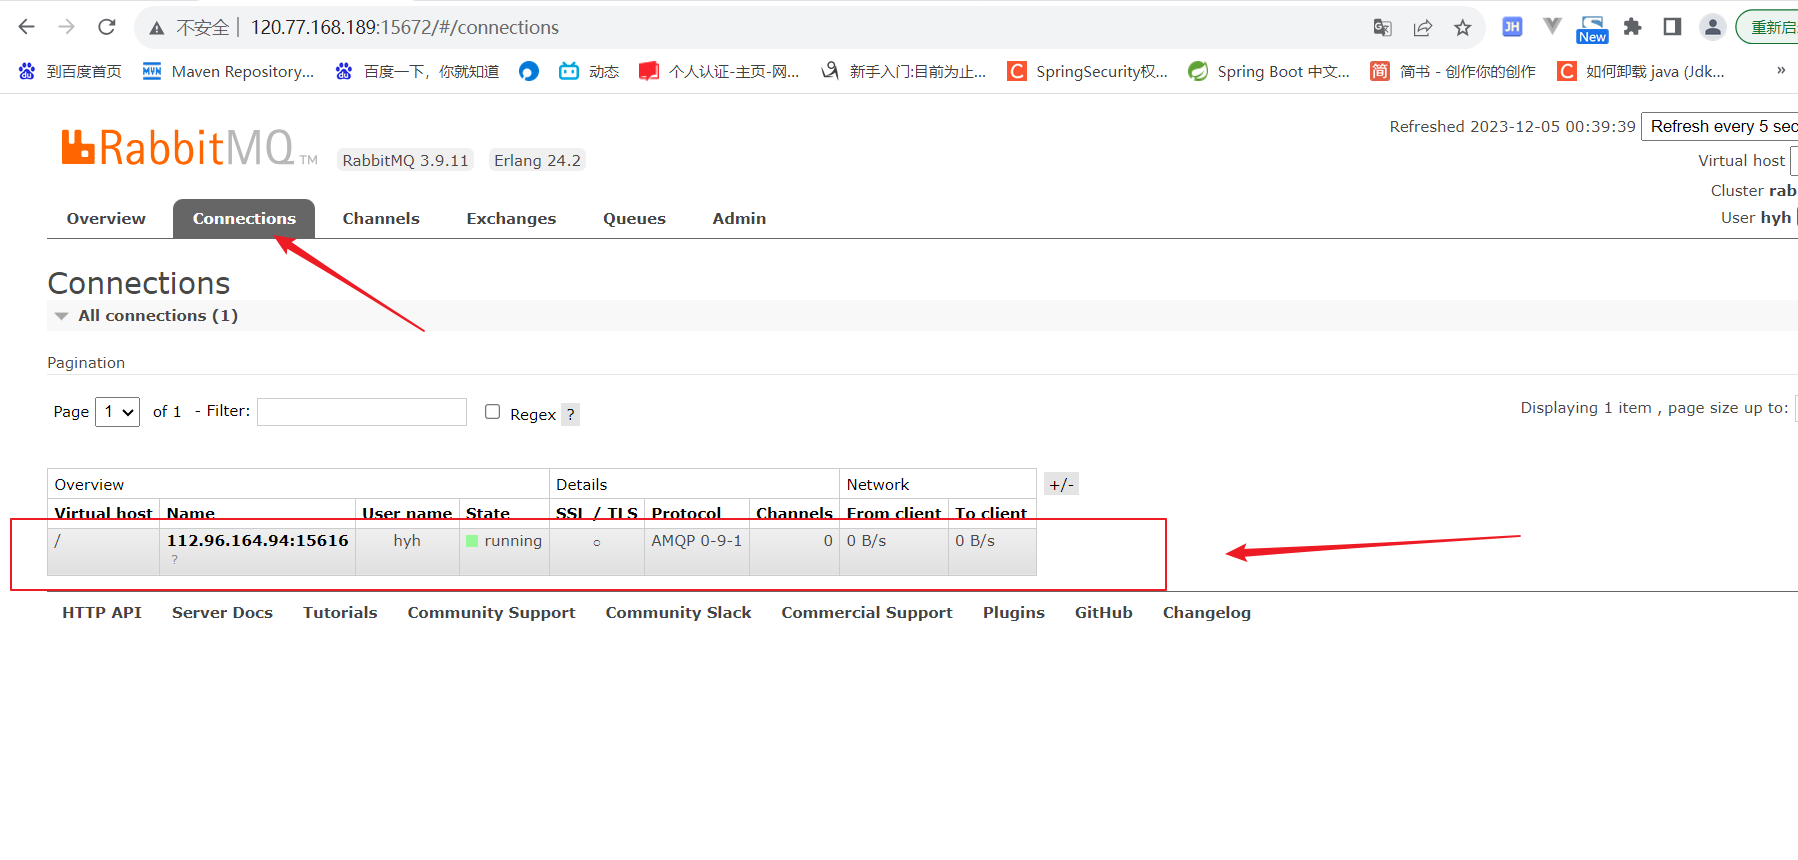 不安全 120.77.168.189:15672/#/connections JH New 重新启
到百度首页 MVN Maven Repository... 百度一下，你就知道 动态 个人认证-主页-网... 新手入门:目前为止... C SpringSecurity权... Spring Boot 中文... 简 简书 - 创作你的创作 C 如何卸载 java (Jdk... »
RabbitMQ TM RabbitMQ 3.9.11 Erlang 24.2
Refreshed 2023-12-05 00:39:39 Refresh every 5 sec
Virtual host
Cluster rab
User hyh
Overview Connections Channels Exchanges Queues Admin
Connections
All connections (1)
Pagination
Page 1 of 1 - Filter: Regex ? Displaying 1 item , page size up to:
Overview Details Network +/-
Virtual host Name User name State SSL / TLS Protocol Channels From client To client
/ 112.96.164.94:15616 hyh running ○ AMQP 0-9-1 0 0 B/s 0 B/s
?
HTTP API Server Docs Tutorials Community Support Community Slack Commercial Support Plugins GitHub Changelog